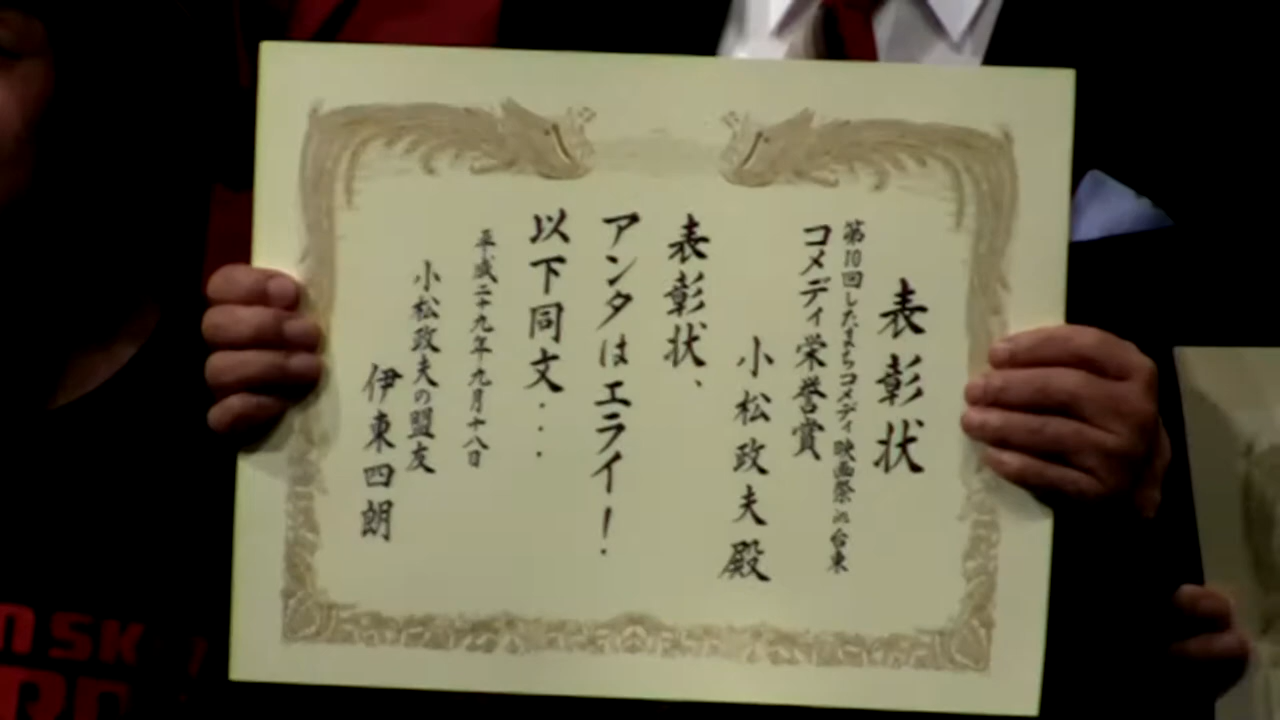 表彰状
第10回したまちコメディ映画祭in台東
コメディ栄誉賞
小松政夫殿
表彰状、
アンタはエライ！
以下同文...
平成二十九年九月十八日
小松政夫の盟友
伊東四朗